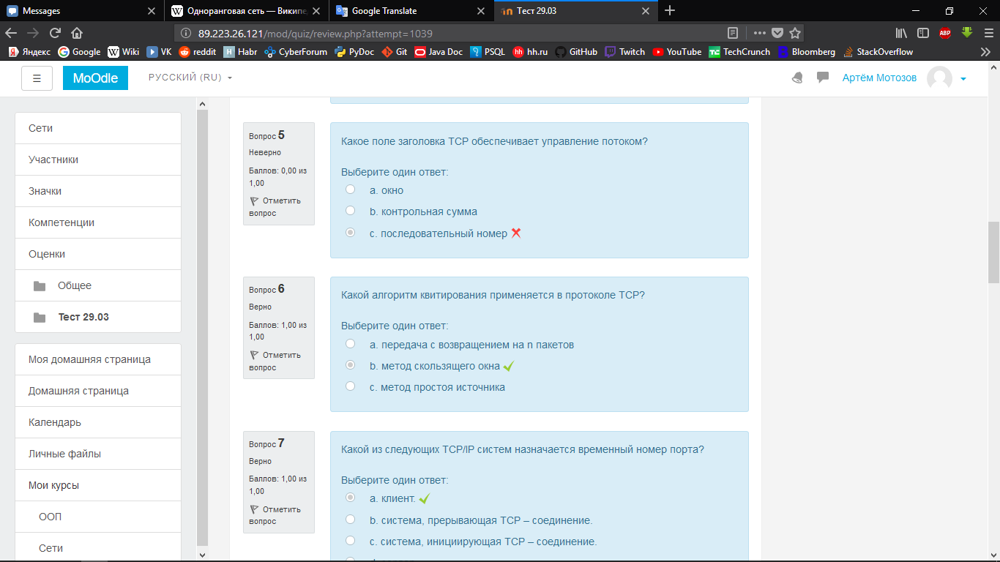 Messages
Одноранговая сеть — Википе
Google Translate
Тест 29.03
89.223.26.121/mod/quiz/review.php?attempt=1039
ABP
Яндекс Google Wiki VK reddit Habr CyberForum PyDoc Git Java Doc PSQL hh.ru GitHub Twitch YouTube TechCrunch Bloomberg StackOverflow
MoOdle
РУССКИЙ (RU)
Артём Мотозов
Сети
Участники
Значки
Компетенции
Оценки
Общее
Тест 29.03
Моя домашняя страница
Домашняя страница
Календарь
Личные файлы
Мои курсы
ООП
Сети
Вопрос 5
Неверно
Баллов: 0,00 из
1,00
Отметить
вопрос
Какое поле заголовка TCP обеспечивает управление потоком?
Выберите один ответ:
a. окно
b. контрольная сумма
c. последовательный номер
Вопрос 6
Верно
Баллов: 1,00 из
1,00
Отметить
вопрос
Какой алгоритм квитирования применяется в протоколе TCP?
Выберите один ответ:
a. передача с возвращением на n пакетов
b. метод скользящего окна
c. метод простоя источника
Вопрос 7
Верно
Баллов: 1,00 из
1,00
Отметить
вопрос
Какой из следующих TCP/IP систем назначается временный номер порта?
Выберите один ответ:
a. клиент.
b. система, прерывающая TCP – соединение.
c. система, инициирующая TCP – соединение.